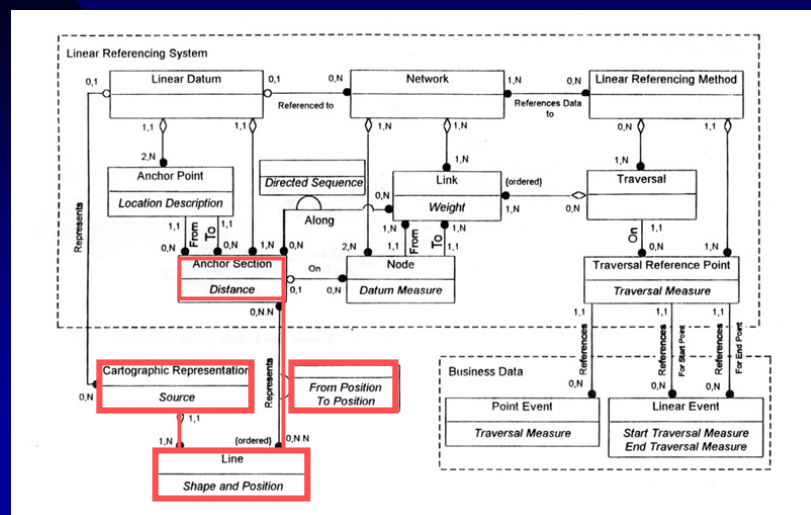 Linear Referencing System
0,1
Linear Datum
0,1
0,N
Network
1,N
0,N
Linear Referencing Method
Referenced to
References Data
to
1,1
1,1
1,N
1,N
0,N
1,1
2,N
1,N
1,N
Anchor Point
Location Description
Directed Sequence
0,N
Link
Weight
{ordered}
1,N
0,N
Traversal
Along
Represents
1,1
From
To
1,1
0,N
0,N
1,N
0,N
2,N
1,N
1,1
From
To
1,N
1,1
On
1,1
0,N
1,N
Anchor Section
Distance
On
0,1
0,N
Node
Datum Measure
Traversal Reference Point
Traversal Measure
0,N.N
1,1
1,1
1,1
References
References
For Start Point
References
For End Point
Cartographic Representation
Source
0,N
Represents
From Position
To Position
Business Data
0,N
0,N
0,N
1,1
Point Event
Traversal Measure
Linear Event
Start Traversal Measure
End Traversal Measure
1,N
{ordered}
0,N.N
Line
Shape and Position